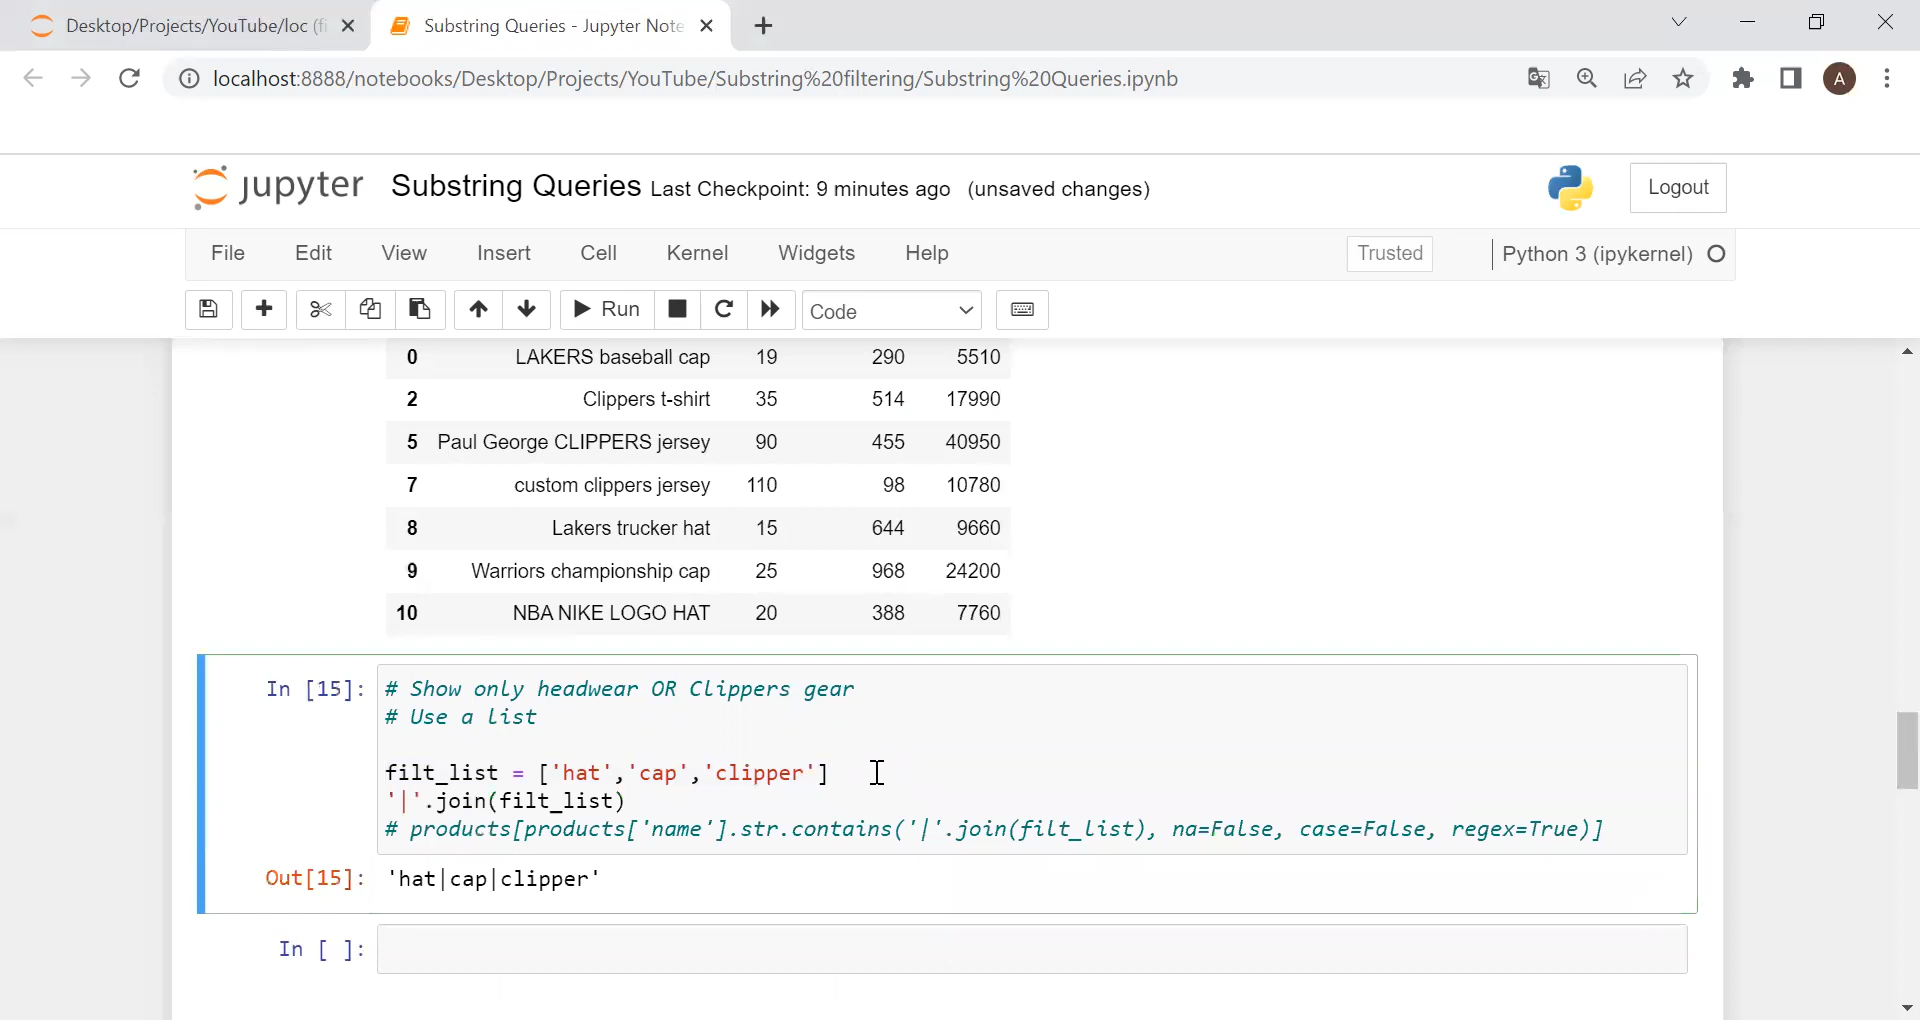 Desktop/Projects/YouTube/loc (fi
Substring Queries - Jupyter Note
localhost:8888/notebooks/Desktop/Projects/YouTube/Substring%20filtering/Substring%20Queries.ipynb
A
jupyter
Substring Queries Last Checkpoint: 9 minutes ago (unsaved changes)
Logout
File Edit View Insert Cell Kernel Widgets Help
Trusted
Python 3 (ipykernel)
Run
Code
0 LAKERS baseball cap 19 290 5510
2 Clippers t-shirt 35 514 17990
5 Paul George CLIPPERS jersey 90 455 40950
7 custom clippers jersey 110 98 10780
8 Lakers trucker hat 15 644 9660
9 Warriors championship cap 25 968 24200
10 NBA NIKE LOGO HAT 20 388 7760
In [15]: # Show only headwear OR Clippers gear
# Use a list
filt_list = ['hat','cap','clipper']
'|'.join(filt_list)
# products[products['name'].str.contains('|'.join(filt_list), na=False, case=False, regex=True)]
Out[15]: 'hat|cap|clipper'
In [ ]: